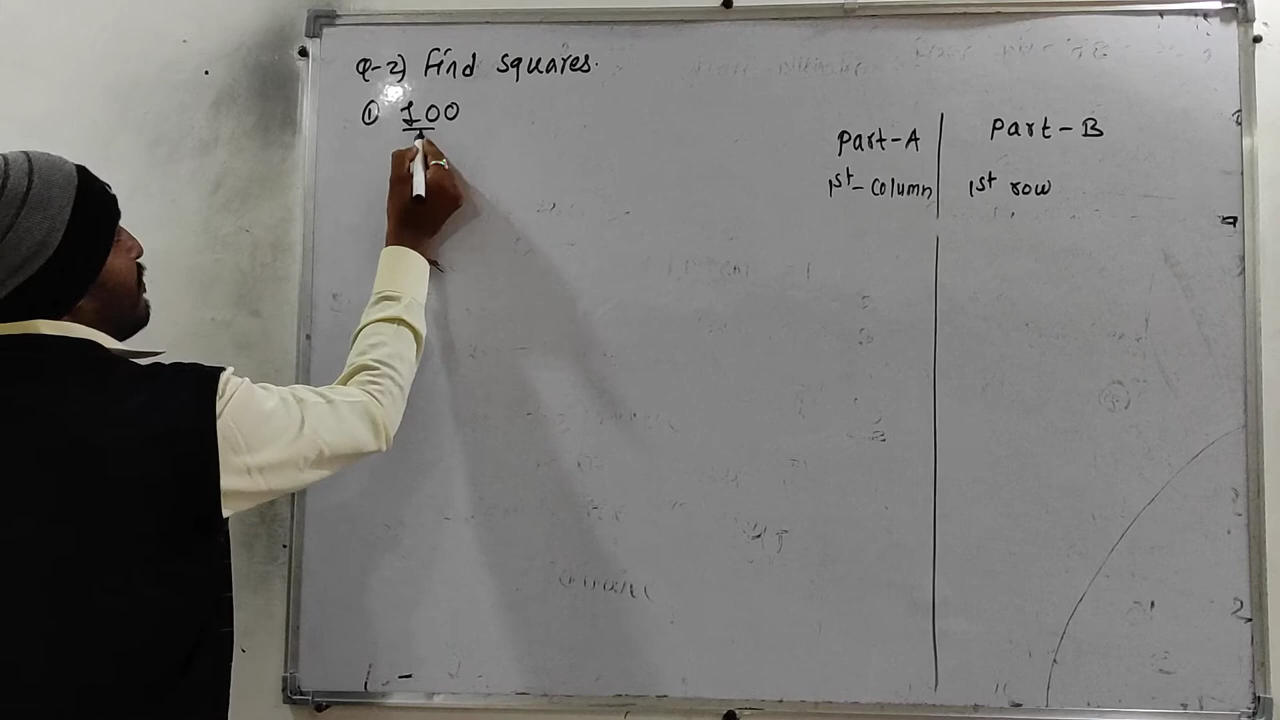 Q-2) Find squares.
① 100
Part-A Part-B
1st-Column 1st row